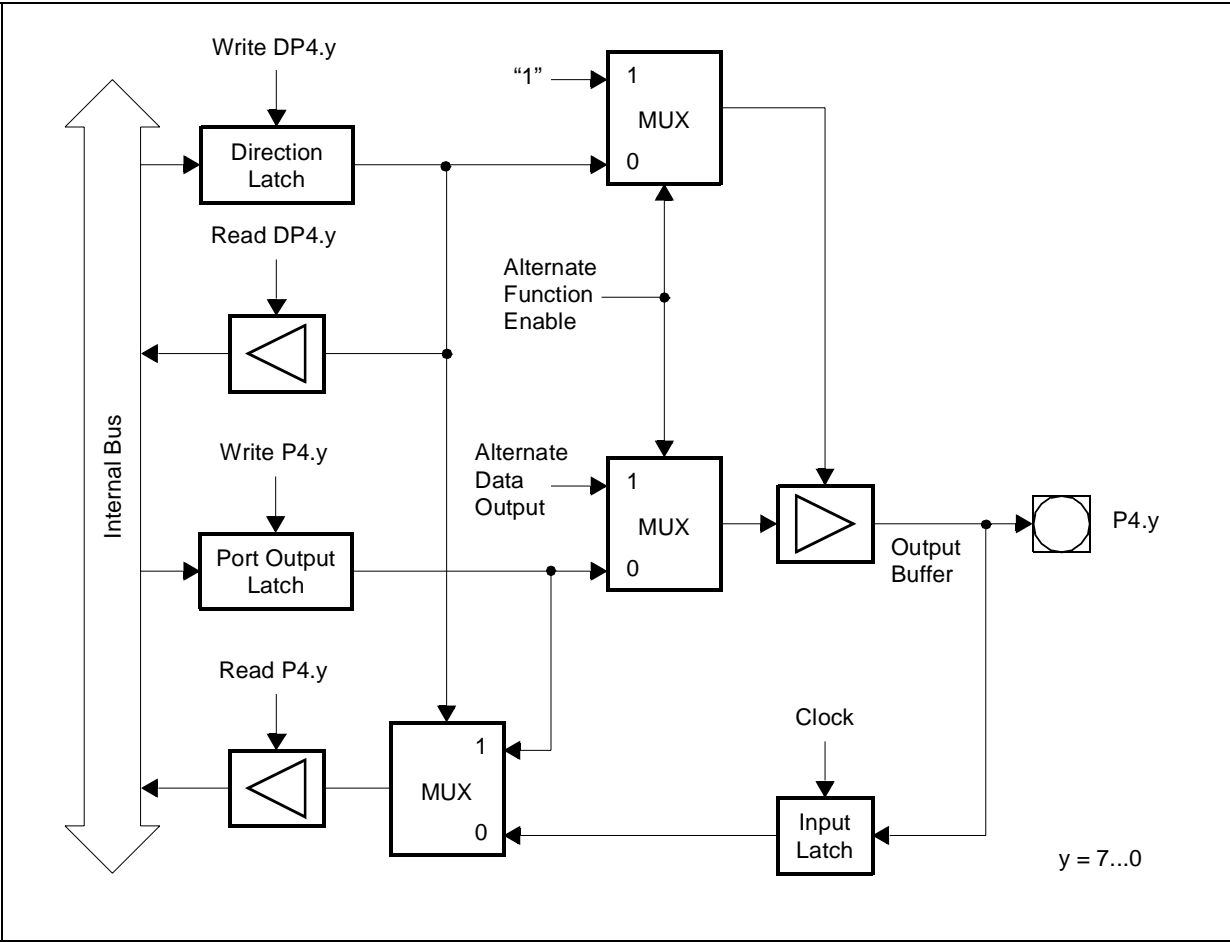 Write DP4.y
“1”
1
MUX
0
Direction
Latch
Read DP4.y
Alternate
Function
Enable
Internal Bus
Write P4.y
Alternate
Data
Output
1
MUX
0
P4.y
Output
Buffer
Port Output
Latch
Read P4.y
Clock
1
MUX
0
Input
Latch
y = 7...0